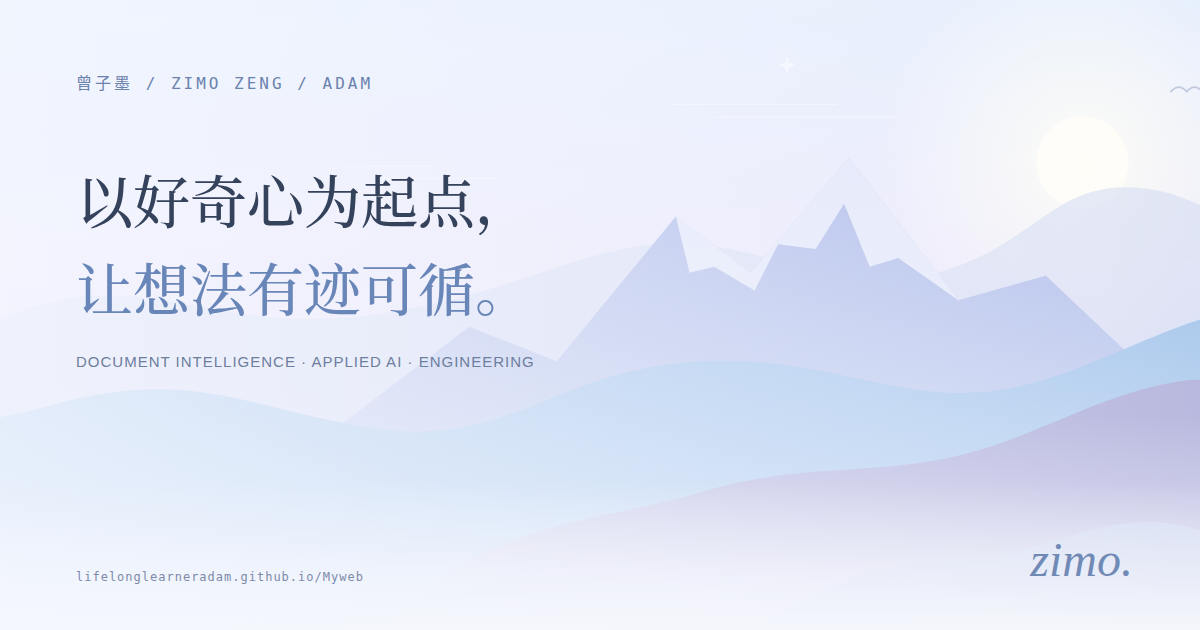 曾子墨 / ZIMO ZENG / ADAM
以好奇心为起点，
让想法有迹可循。
DOCUMENT INTELLIGENCE · APPLIED AI · ENGINEERING
lifelonglearneradam.github.io/Myweb
zimo.